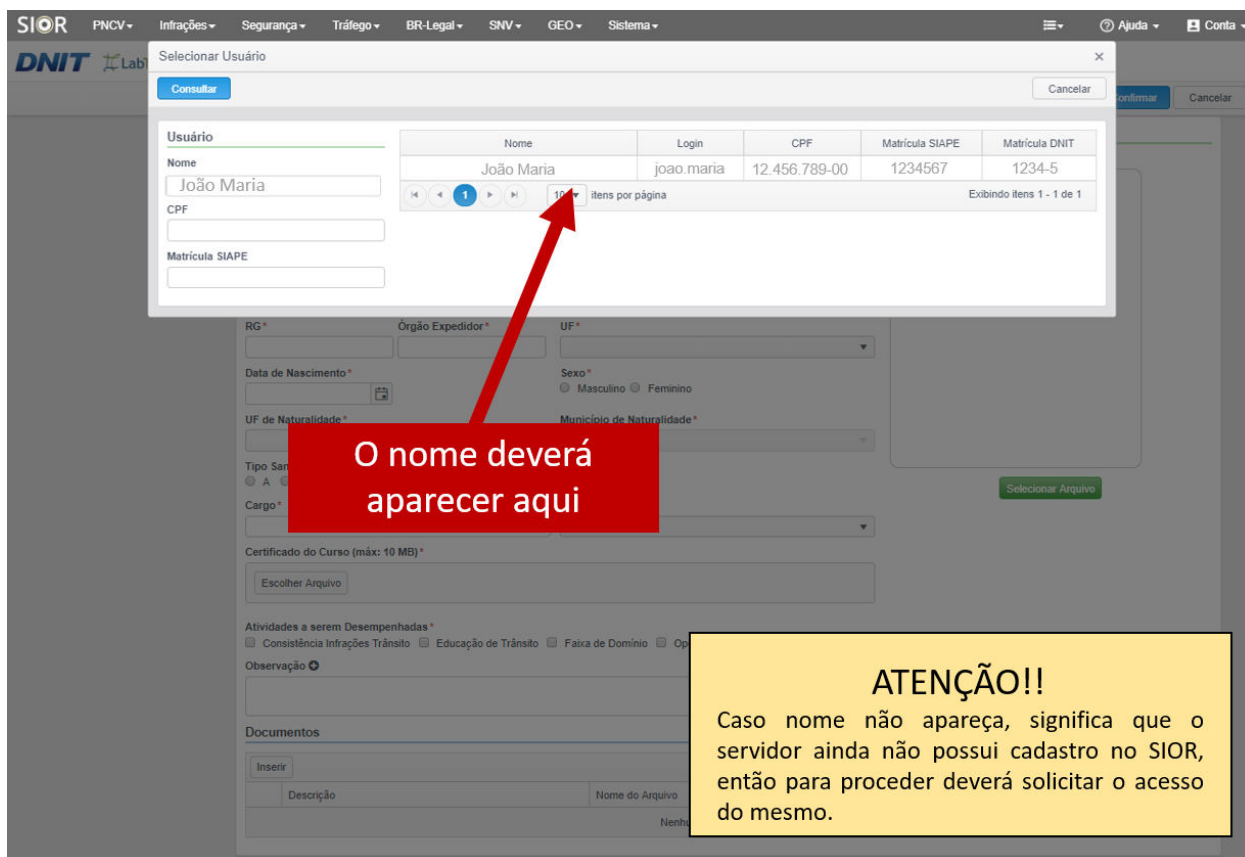 SIOR PNCV Infrações Segurança Tráfego BR-Legal SNV GEO Sistema Ajuda Conta
DNIT
Selecionar Usuário
Consultar Cancelar
Confirmar Cancelar
Usuário
Nome Login CPF Matrícula SIAPE Matrícula DNIT
Nome
João Maria joao.maria 12.456.789-00 1234567 1234-5
João Maria
1 10 itens por página Exibindo itens 1 - 1 de 1
CPF
Matrícula SIAPE
RG* Órgão Expedidor* UF*
Data de Nascimento* Sexo*
Masculino Feminino
UF de Naturalidade* Município de Naturalidade*
O nome deverá
aparecer aqui
Tipo
A
Selecionar Arquivo
Cargo*
Certificado do Curso (máx: 10 MB)*
Escolher Arquivo
Atividades a serem Desempenhadas*
Consistência Infrações Trânsito Educação de Trânsito Faixa de Domínio
Observação
Documentos
Inserir
Descrição Nome do Arquivo
ATENÇÃO!!
Caso nome não apareça, significa que o
servidor ainda não possui cadastro no SIOR,
então para proceder deverá solicitar o acesso
do mesmo.